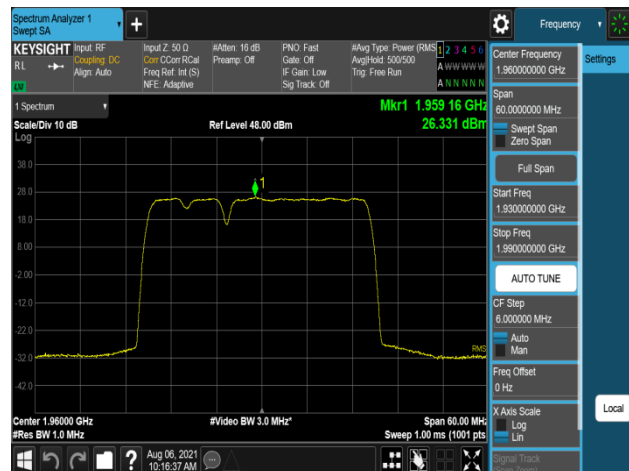 Spectrum Analyzer 1
Swept SA
Frequency
KEYSIGHT
RL
LXI
Input: RF
Coupling: DC
Align: Auto
Input Z: 50 Ω
Corr CCorr RCal
Freq Ref: Int (S)
NFE: Adaptive
#Atten: 16 dB
Preamp: Off
PNO: Fast
Gate: Off
IF Gain: Low
Sig Track: Off
#Avg Type: Power (RMS
Avg|Hold: 500/500
Trig: Free Run
1 2 3 4 5 6
A W W W W W
A N N N N N
1 Spectrum
Scale/Div 10 dB
Log
Ref Level 48.00 dBm
Mkr1 1.959 16 GHz
26.331 dBm
1
38.0
28.0
18.0
8.00
-2.00
-12.0
-22.0
-32.0
-42.0
RMS
Center 1.96000 GHz
#Res BW 1.0 MHz
#Video BW 3.0 MHz*
Span 60.00 MHz
Sweep 1.00 ms (1001 pts
Aug 06, 2021
10:16:37 AM
Center Frequency
1.960000000 GHz
Span
60.0000000 MHz
Swept Span
Zero Span
Full Span
Start Freq
1.930000000 GHz
Stop Freq
1.990000000 GHz
AUTO TUNE
CF Step
6.000000 MHz
Auto
Man
Freq Offset
0 Hz
X Axis Scale
Log
Lin
Signal Track
(Span Zoom)
Settings
Local